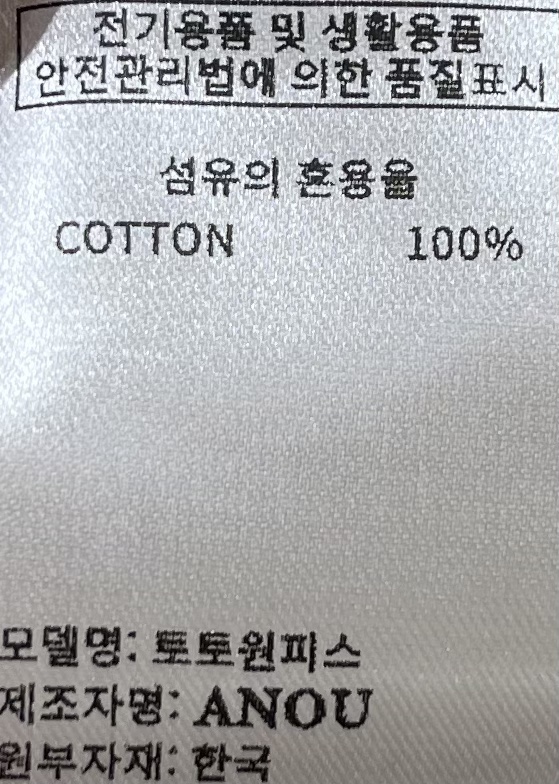 전기용품 및 생활용품
안전관리법에 의한 품질표시
섬유의 혼용율
COTTON 100%
모델명: 토토원피스
제조자명: ANOU
원부자재: 한국